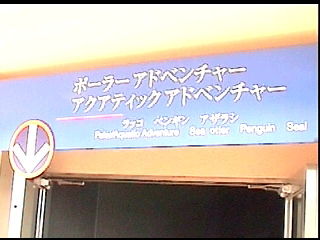 ポーラー アドベンチャー
アクアティック アドベンチャー
ラッコ ペンギン アザラシ
Polar/Aquatic Adventure Sea otter Penguin Seal